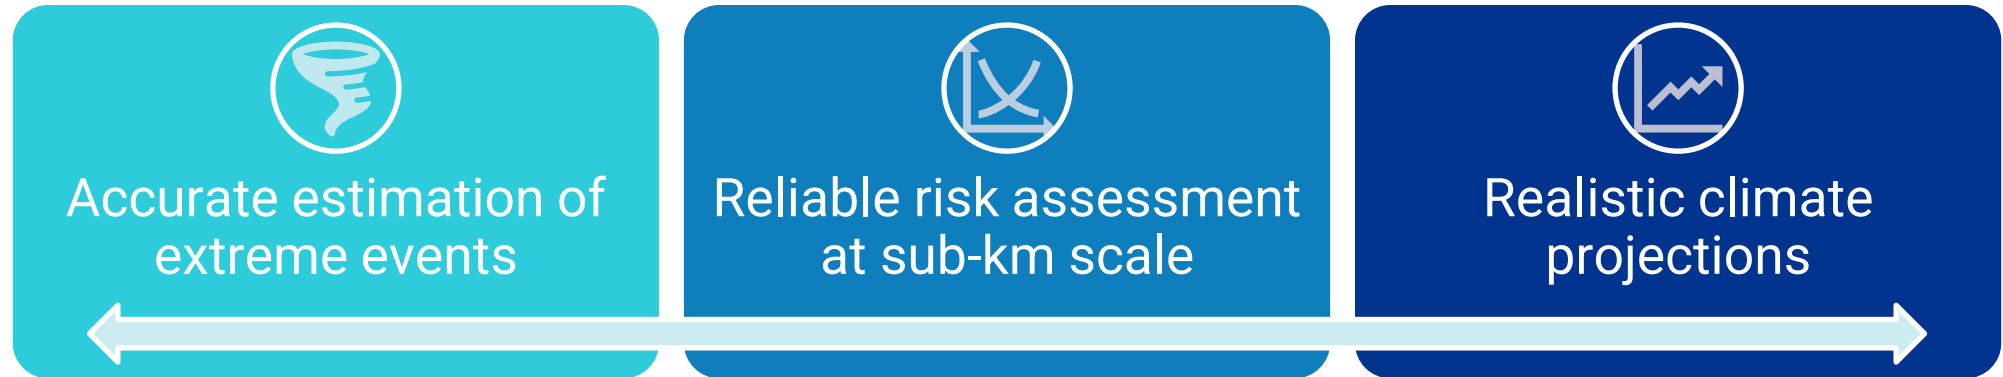 Accurate estimation of
extreme events
Reliable risk assessment
at sub-km scale
Realistic climate
projections